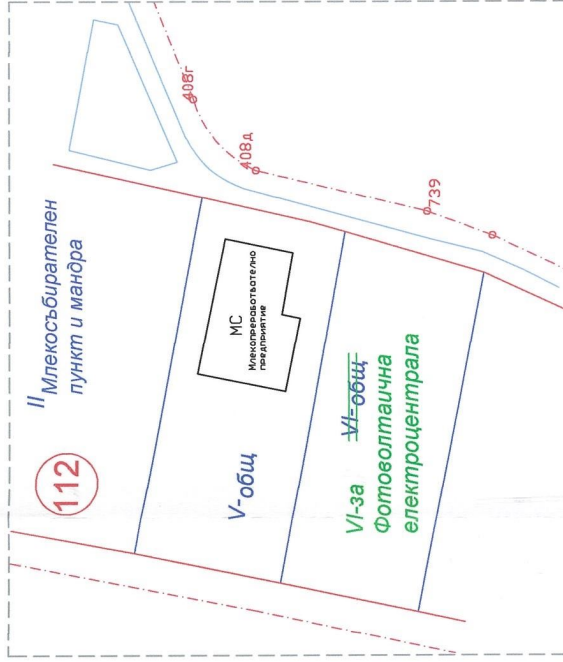 II Млекосъбирателен
пункт и мандра
112
408г
408д
739
V-общ
МС
Млекопреработвателно
предприятие
VI-за VI-общ
Фотоволтаична
електроцентрала